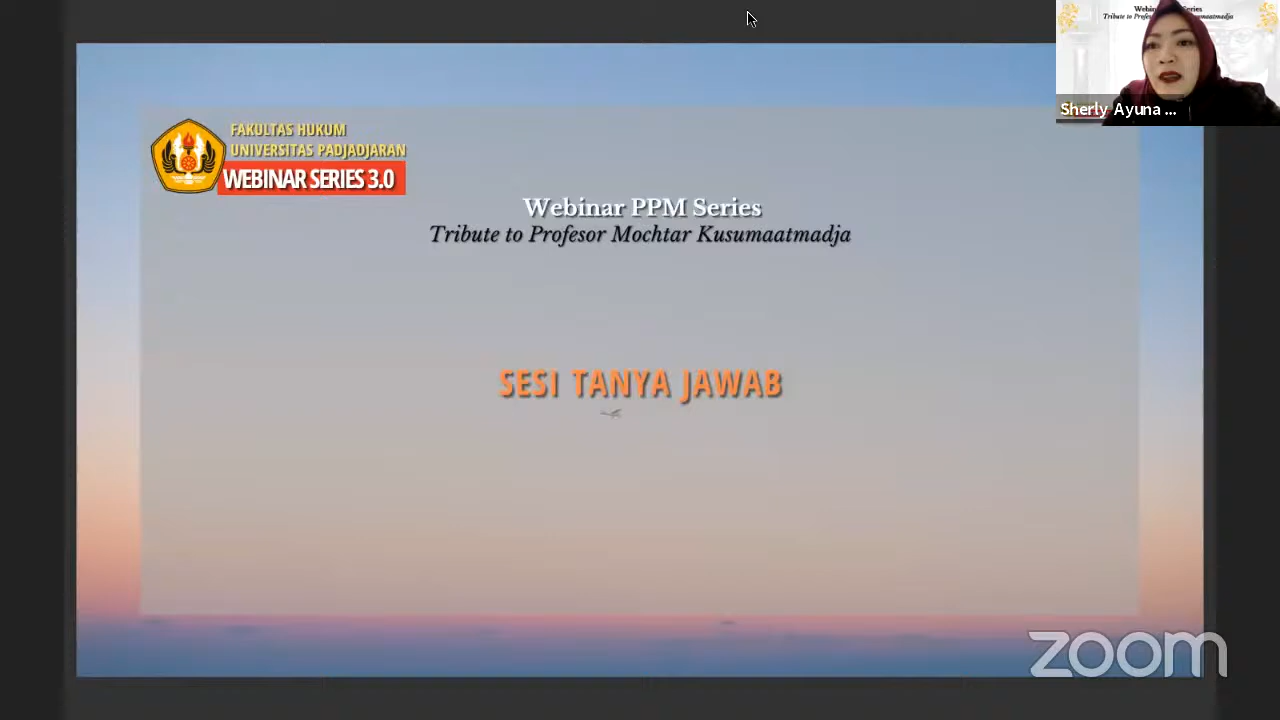 FAKULTAS HUKUM
UNIVERSITAS PADJADJARAN
WEBINAR SERIES 3.0
Webinar PPM Series
Tribute to Profesor Mochtar Kusumaatmadja
SESI TANYA JAWAB
Sherly Ayuna ...
zoom